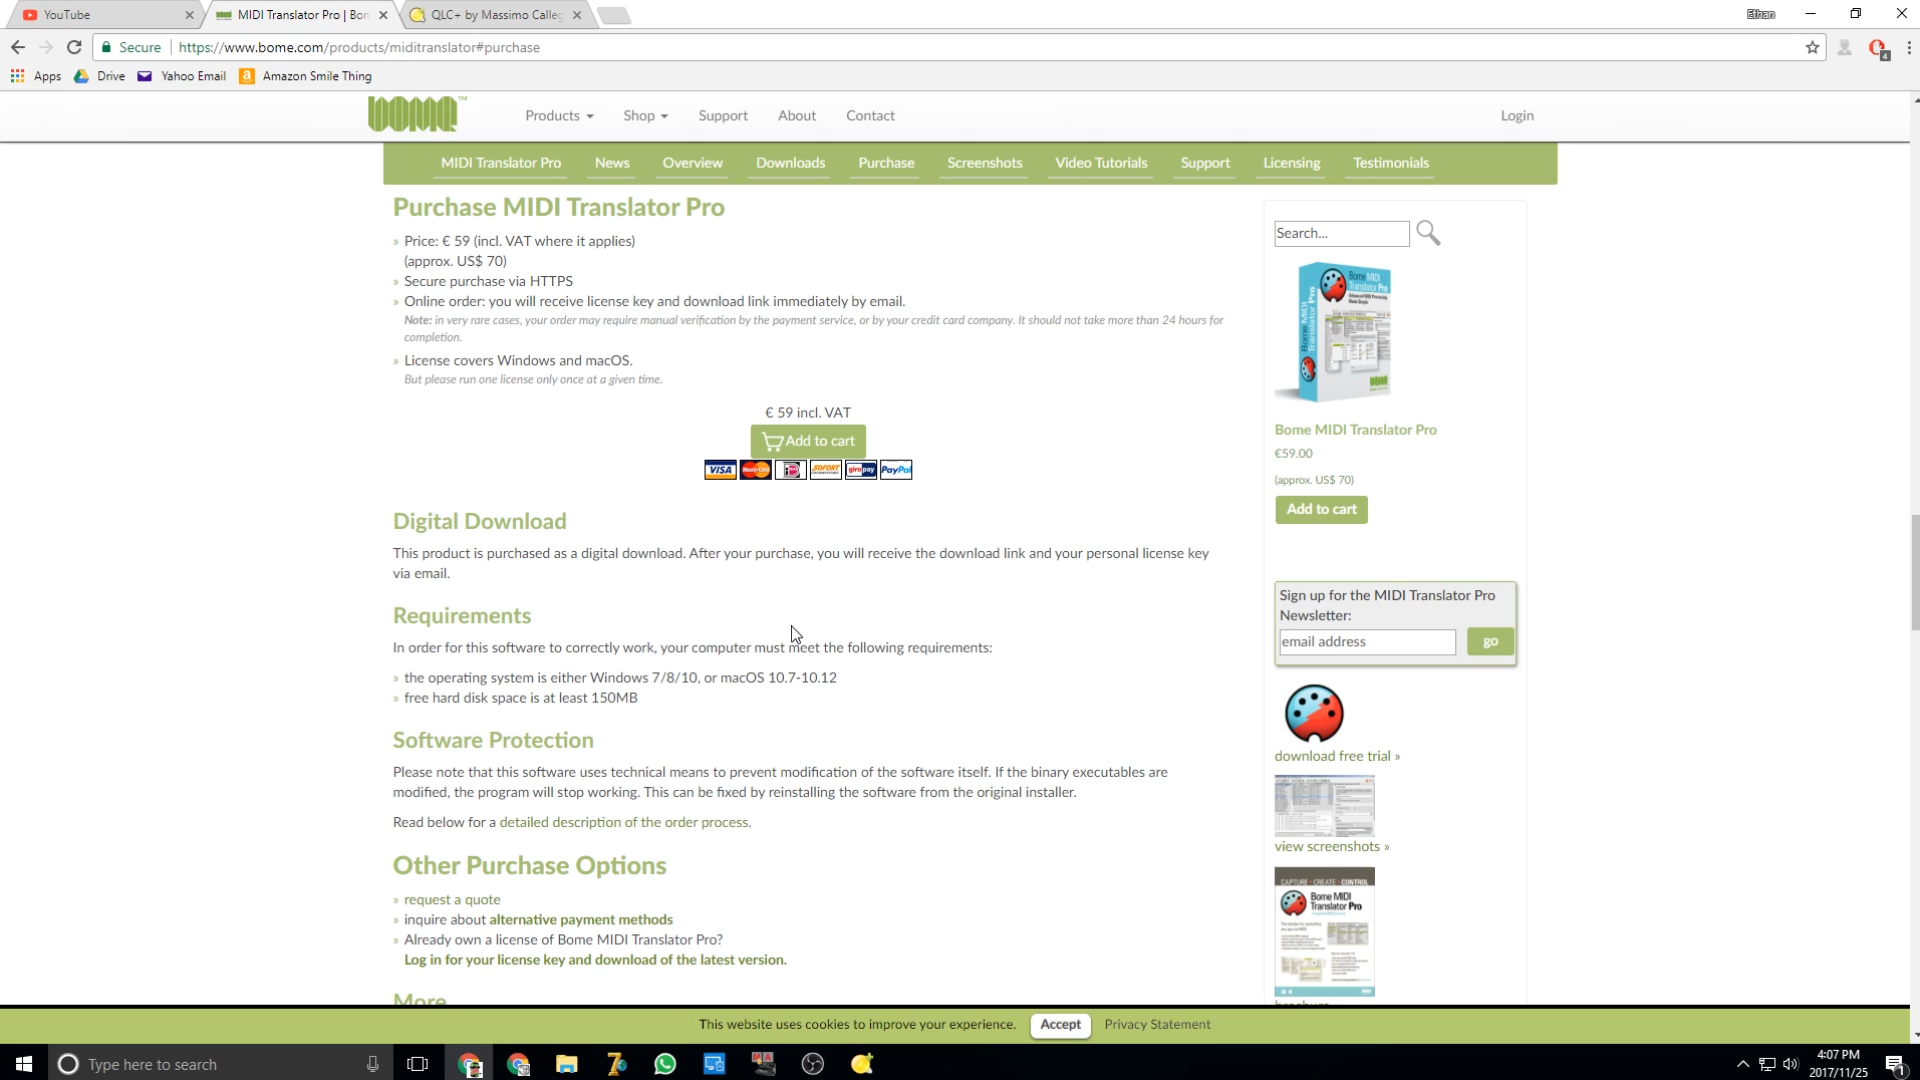 YouTube
MIDI Translator Pro | Bon
QLC+ by Massimo Calleg
Ethan
Secure
https://www.bome.com/products/miditranslator#purchase
4
Apps
Drive
Yahoo Email
Amazon Smile Thing
BOME™
Products
Shop
Support
About
Contact
Login
MIDI Translator Pro
News
Overview
Downloads
Purchase
Screenshots
Video Tutorials
Support
Licensing
Testimonials
Purchase MIDI Translator Pro
» Price: € 59 (incl. VAT where it applies)
(approx. US$ 70)
» Secure purchase via HTTPS
» Online order: you will receive license key and download link immediately by email.
Note: in very rare cases, your order may require manual verification by the payment service, or by your credit card company. It should not take more than 24 hours for
completion.
» License covers Windows and macOS.
But please run one license only once at a given time.
€ 59 incl. VAT
Add to cart
VISA
MasterCard
SOFORT
giropay
PayPal
Digital Download
This product is purchased as a digital download. After your purchase, you will receive the download link and your personal license key
via email.
Requirements
In order for this software to correctly work, your computer must meet the following requirements:
» the operating system is either Windows 7/8/10, or macOS 10.7-10.12
» free hard disk space is at least 150MB
Software Protection
Please note that this software uses technical means to prevent modification of the software itself. If the binary executables are
modified, the program will stop working. This can be fixed by reinstalling the software from the original installer.
Read below for a detailed description of the order process.
Other Purchase Options
» request a quote
» inquire about alternative payment methods
» Already own a license of Bome MIDI Translator Pro?
Log in for your license key and download of the latest version.
More
Search...
Bome MIDI
Translator Pro
Bome MIDI Translator Pro
€59.00
(approx. US$ 70)
Add to cart
Sign up for the MIDI Translator Pro
Newsletter:
email address
go
download free trial »
view screenshots »
CAPTURE · CREATE · CONTROL
Bome MIDI
Translator Pro
This website uses cookies to improve your experience.
Accept
Privacy Statement
Type here to search
4:07 PM
2017/11/25
1